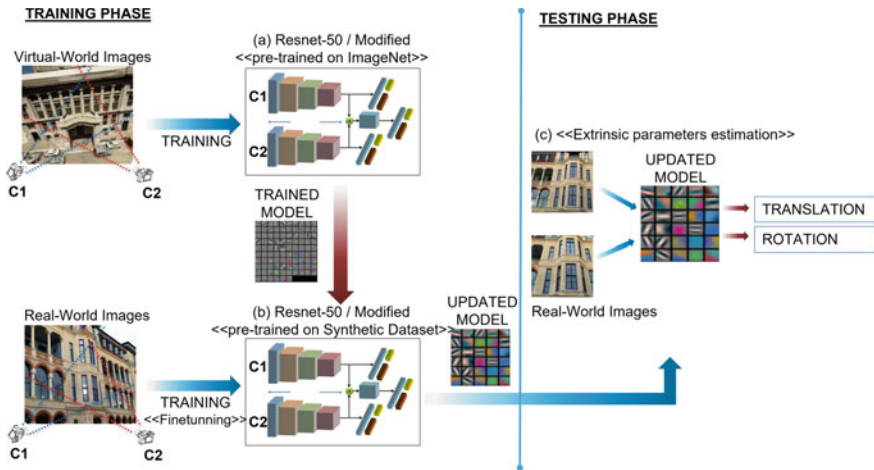 TRAINING PHASE
Virtual-World Images
C1
C2
TRAINING
(a) Resnet-50 / Modified
<<pre-trained on ImageNet>>
C1
C2
TRAINED
MODEL
Real-World Images
C1
C2
TRAINING
<<Finetunning>>
(b) Resnet-50 / Modified
<<pre-trained on Synthetic Dataset>>
C1
C2
UPDATED
MODEL
TESTING PHASE
(c) <<Extrinsic parameters estimation>>
UPDATED
MODEL
Real-World Images
TRANSLATION
ROTATION